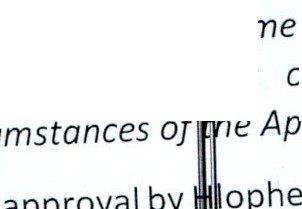 me
c
mstances of the Ap
approval by Hlophe